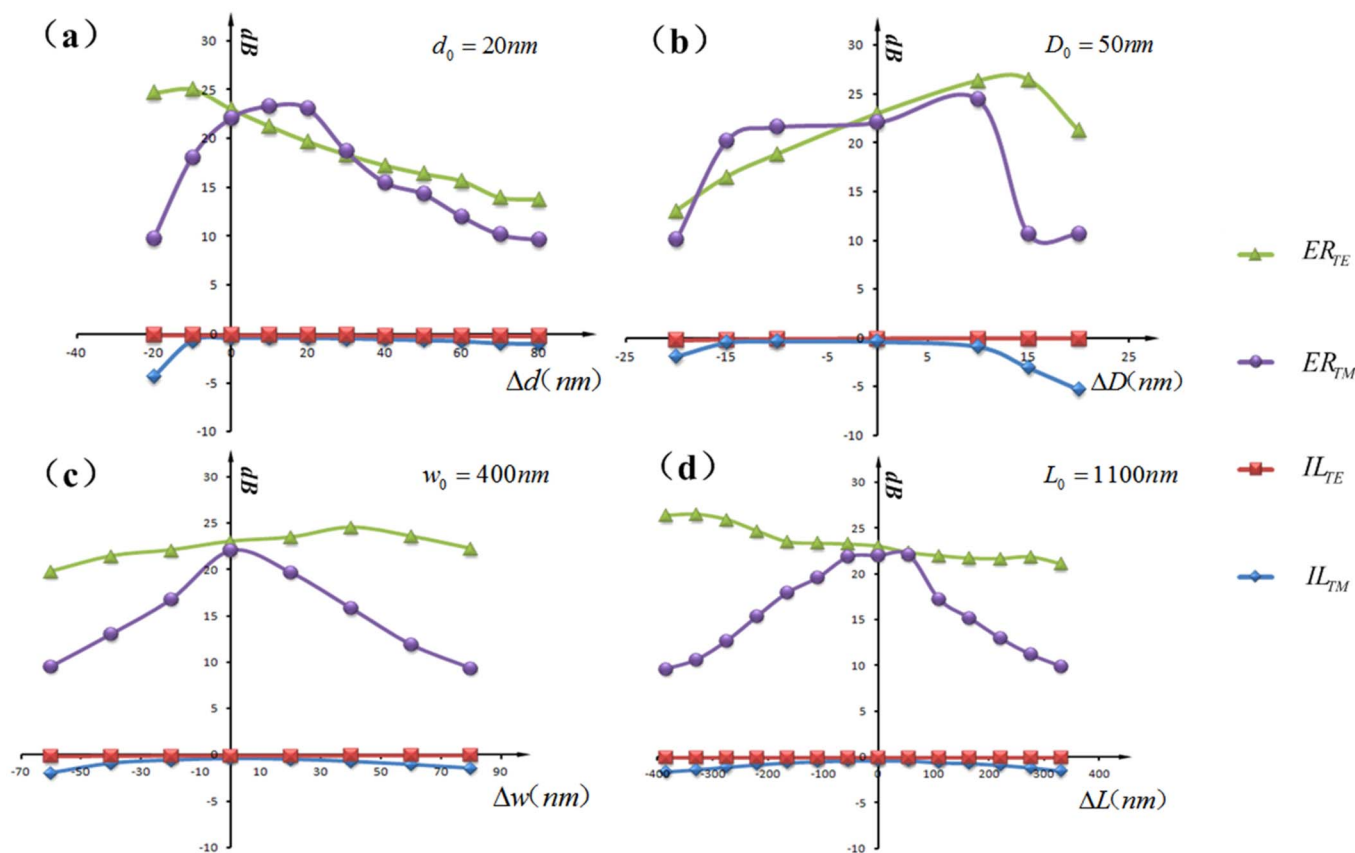 (a)
dB
d₀ = 20nm
30
25
20
15
10
5
0
-5
-10
-40 -20 0 20 40 60 80
Δd(nm)
(b)
dB
D₀ = 50nm
30
25
20
15
10
5
0
-5
-10
-25 -15 -5 5 15 25
ΔD(nm)
(c)
dB
w₀ = 400nm
30
25
20
15
10
5
0
-5
-10
-70 -50 -30 -10 10 30 50 70 90
Δw(nm)
(d)
dB
L₀ = 1100nm
30
25
20
15
10
5
0
-5
-10
-400 -300 -200 -100 0 100 200 300 400
ΔL(nm)
ER_TE
ER_TM
IL_TE
IL_TM